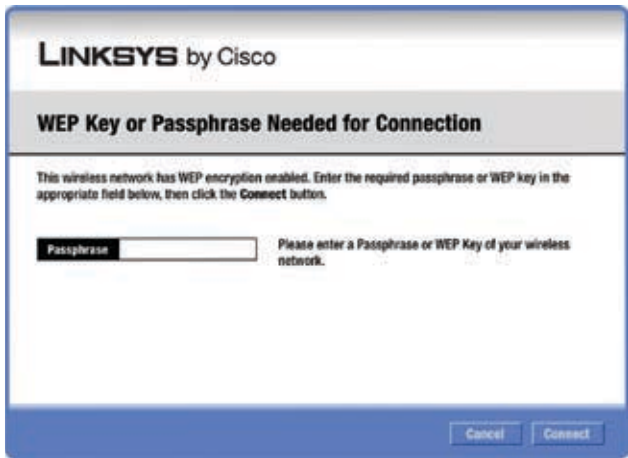 LINKSYS by Cisco
WEP Key or Passphrase Needed for Connection
This wireless network has WEP encryption enabled. Enter the required passphrase or WEP key in the
appropriate field below, then click the Connect button.
Passphrase
Please enter a Passphrase or WEP Key of your wireless
network.
Cancel
Connect